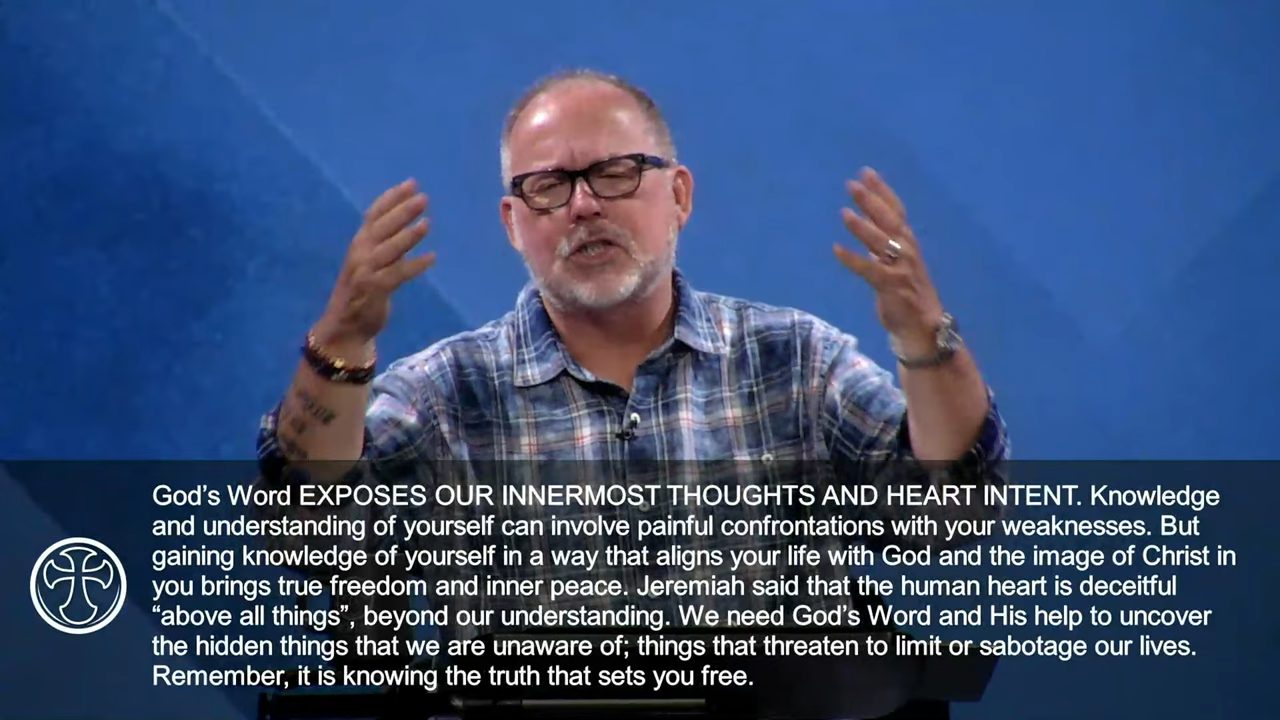 God’s Word EXPOSES OUR INNERMOST THOUGHTS AND HEART INTENT. Knowledge
and understanding of yourself can involve painful confrontations with your weaknesses. But
gaining knowledge of yourself in a way that aligns your life with God and the image of Christ in
you brings true freedom and inner peace. Jeremiah said that the human heart is deceitful
“above all things”, beyond our understanding. We need God’s Word and His help to uncover
the hidden things that we are unaware of; things that threaten to limit or sabotage our lives.
Remember, it is knowing the truth that sets you free.